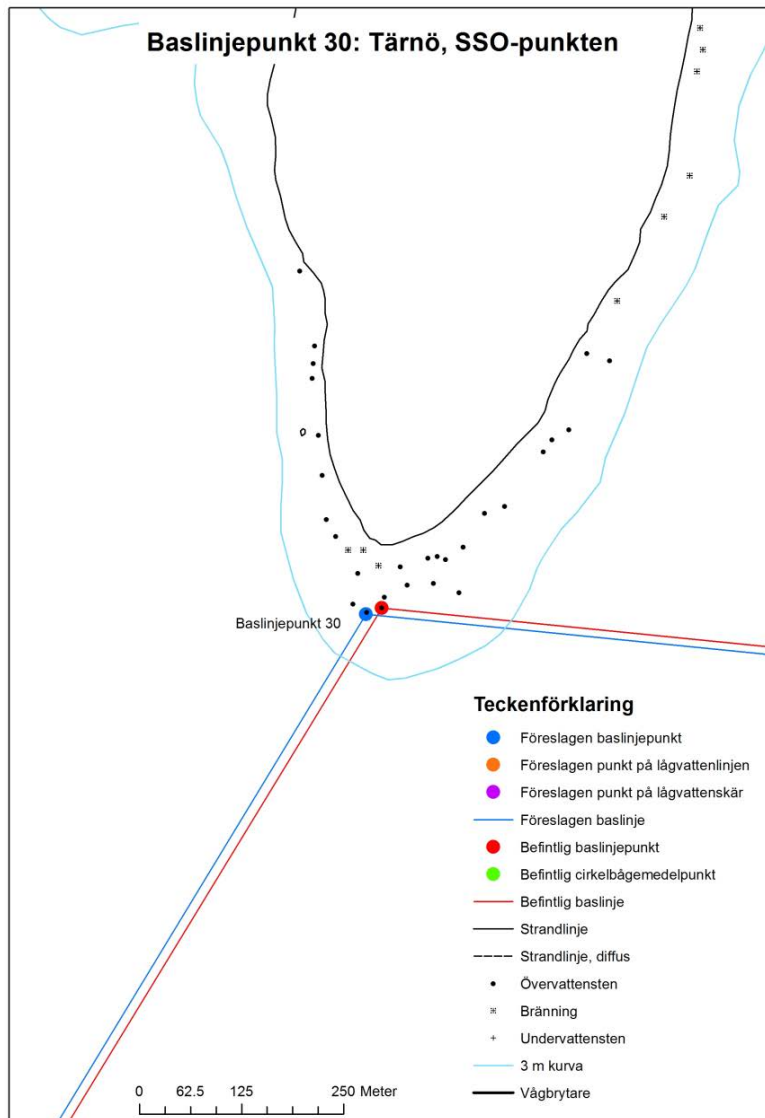 Baslinjepunkt 30: Tärnö, SSO-punkten
Baslinjepunkt 30
Teckenförklaring
Föreslagen baslinjepunkt
Föreslagen punkt på lågvattenlinjen
Föreslagen punkt på lågvattenskär
Föreslagen baslinje
Befintlig baslinjepunkt
Befintlig cirkelbågemedelpunkt
Befintlig baslinje
Strandlinje
Strandlinje, diffus
Övervattensten
Bränning
Undervattensten
3 m kurva
Vågbrytare
0 62.5 125 250 Meter